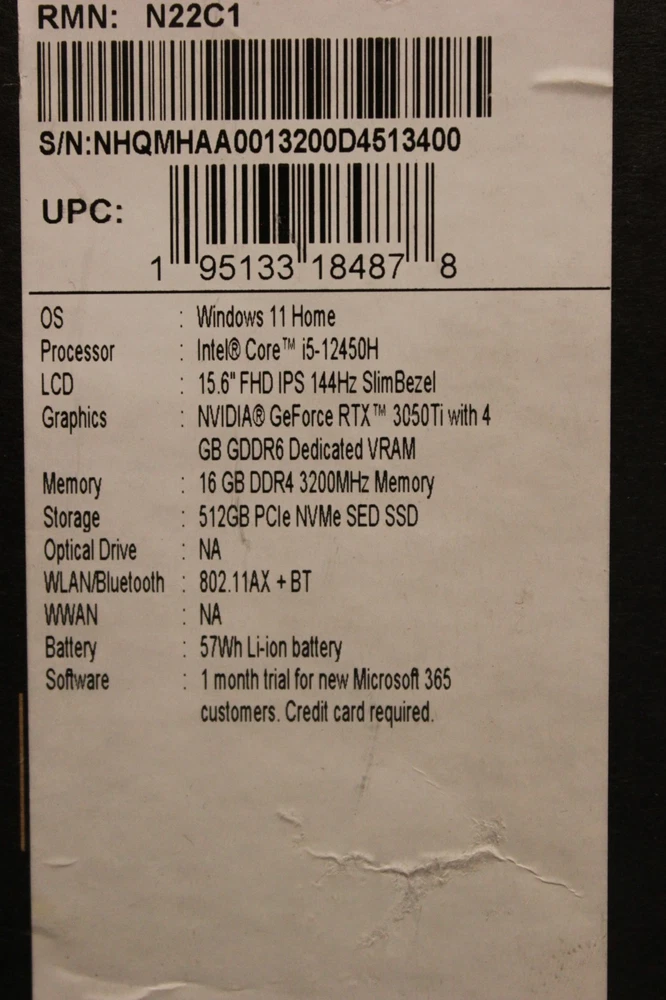 RMN: N22C1
S/N:NHQMHAA0013200D4513400
UPC:
1 95133 18487 8
OS : Windows 11 Home
Processor : Intel® Core™ i5-12450H
LCD : 15.6" FHD IPS 144Hz SlimBezel
Graphics : NVIDIA® GeForce RTX™ 3050Ti with 4
GB GDDR6 Dedicated VRAM
Memory : 16 GB DDR4 3200MHz Memory
Storage : 512GB PCIe NVMe SED SSD
Optical Drive : NA
WLAN/Bluetooth : 802.11AX + BT
WWAN : NA
Battery : 57Wh Li-ion battery
Software : 1 month trial for new Microsoft 365
customers. Credit card required.